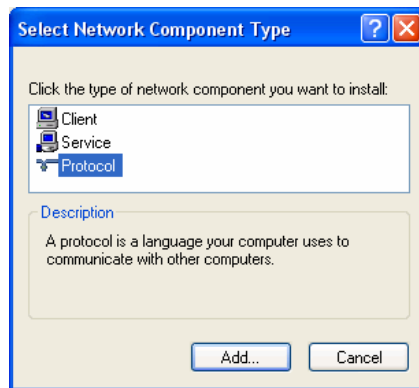 Select Network Component Type
?
Click the type of network component you want to install:
Client
Service
Protocol
Description
A protocol is a language your computer uses to
communicate with other computers.
Add... Cancel